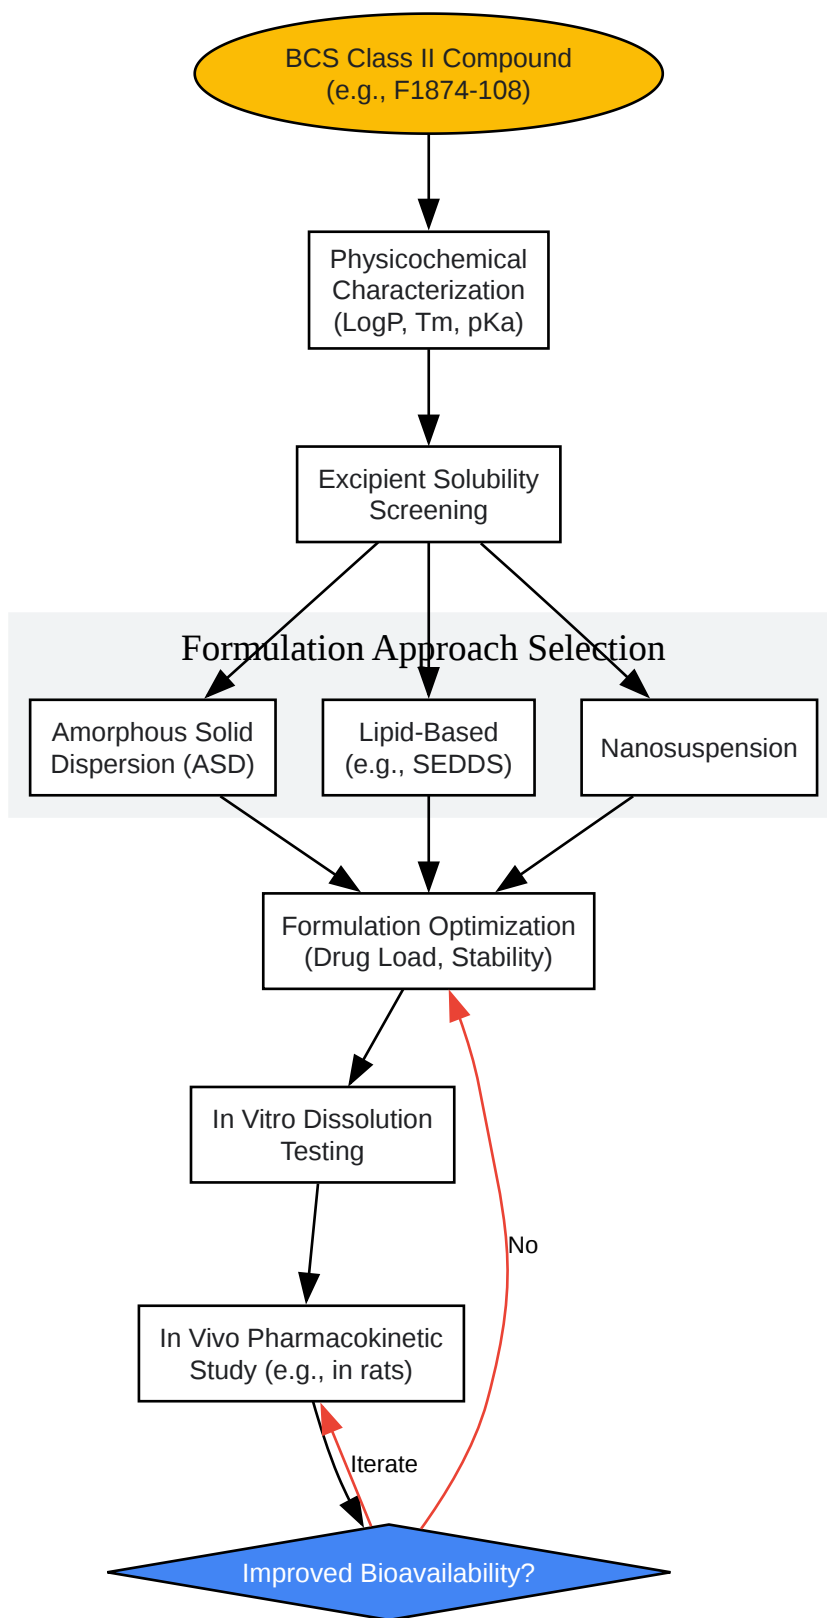 BCS Class II Compound
(e.g., F1874-108)
Physicochemical
Characterization
(LogP, Tm, pKa)
Excipient Solubility
Screening
Formulation Approach Selection
Amorphous Solid
Dispersion (ASD)
Lipid-Based
(e.g., SEDDS)
Nanosuspension
Formulation Optimization
(Drug Load, Stability)
In Vitro Dissolution
Testing
No
In Vivo Pharmacokinetic
Study (e.g., in rats)
Iterate
Improved Bioavailability?